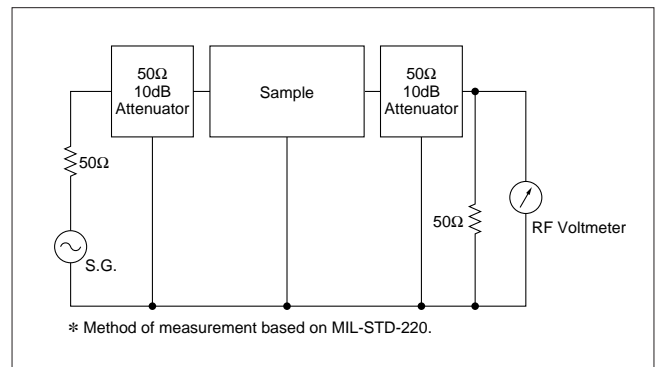 50Ω
10dB
Attenuator
Sample
50Ω
10dB
Attenuator
50Ω
50Ω
RF Voltmeter
S.G.
* Method of measurement based on MIL-STD-220.